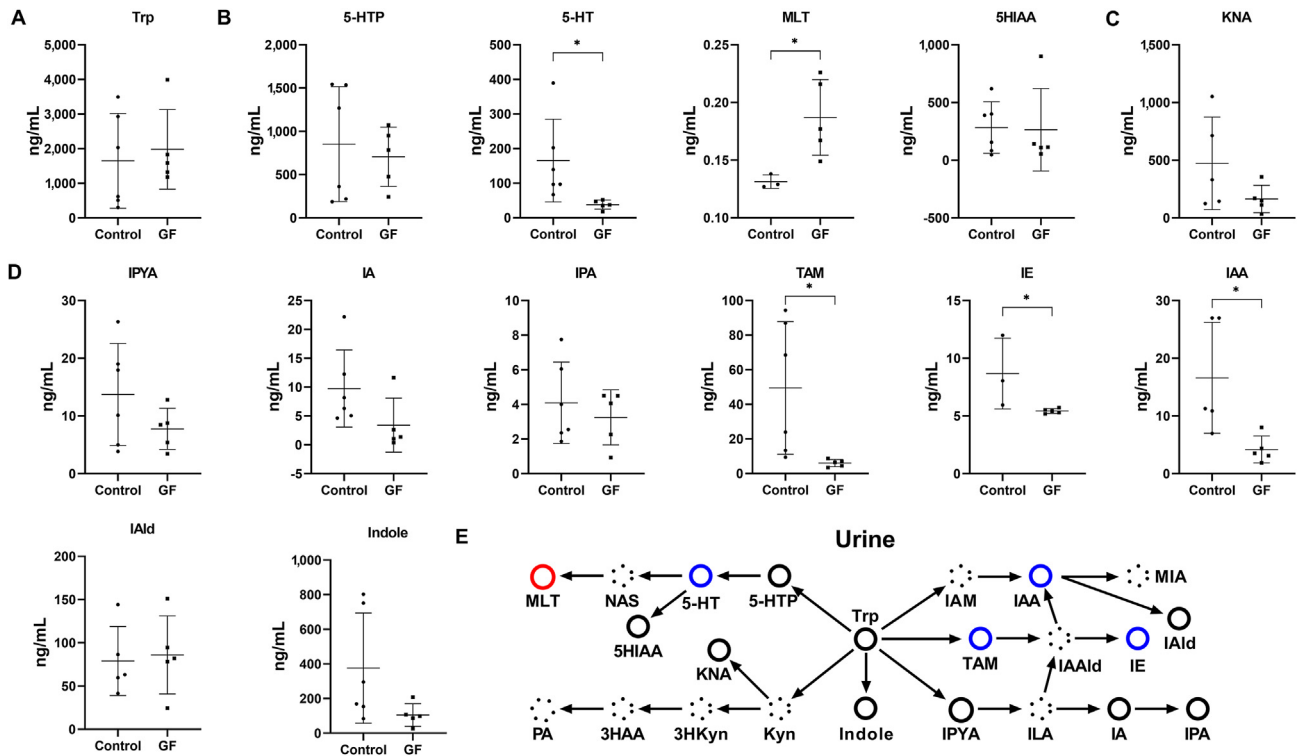 A
Trp
5,000
4,000
3,000
2,000
1,000
0
ng/mL
Control
GF
B
5-HTP
2,000
1,500
1,000
500
0
ng/mL
Control
GF
5-HT
*
500
400
300
200
100
0
ng/mL
Control
GF
MLT
*
0.25
0.20
0.15
0.10
ng/mL
Control
GF
5HIAA
1,000
500
0
-500
ng/mL
Control
GF
C
KNA
1,500
1,000
500
0
ng/mL
Control
GF
D
IPYA
30
20
10
0
ng/mL
Control
GF
IA
25
20
15
10
5
0
-5
ng/mL
Control
GF
IPA
8
6
4
2
0
ng/mL
Control
GF
TAM
*
100
80
60
40
20
0
ng/mL
Control
GF
IE
*
15
10
5
0
ng/mL
Control
GF
IAA
*
30
20
10
0
ng/mL
Control
GF
IAld
200
150
100
50
0
ng/mL
Control
GF
Indole
1,000
800
600
400
200
0
ng/mL
Control
GF
E
Urine
MLT
NAS
5-HT
5-HTP
IAM
IAA
MIA
Trp
5HIAA
KNA
TAM
IAAld
IE
IAld
PA
3HAA
3HKyn
Kyn
Indole
IPYA
ILA
IA
IPA